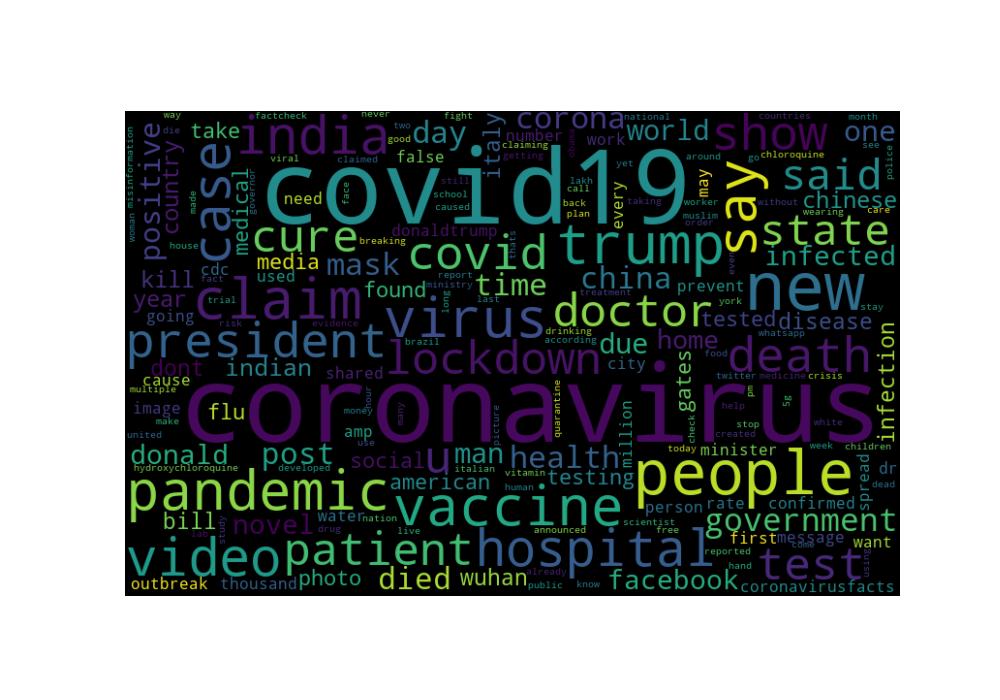 way factcheck never fight corona national countries month
take india day two good claiming number work world show one see
woman misinformation die positive country case viral claimed false italy getting obama yet around go chloroquine police
covid19 say said
made medical governor need face still school caused lakh call back plan every taking may worker muslim order without wearing chinese care
house cure breaking donaldtrump covid thats trump even state
cdc media mask report ministry china prevent infected
kill fact used found long time last treatment york new stay
year trial claim virus doctor tested disease
going risk evidence drinking whatsapp
president brazil according due home death infection
dont indian shared lockdown city food
cause hour quarantine gates twitter medicine crisis
multiple coronavirus pm 5g
image flu money many picture help
make amp check stop white
united use created week children
donald post social u man health million today minister spread dr
hydroxychloroquine developed italian vitamin testing people dead
pandemic american human person rate confirmed
vaccine
bill study novel water nation scientist government
lab drug live announced free first message want
video patient hospital reported come test using
already hand
outbreak thousand photo died wuhan public know facebook coronavirusfacts